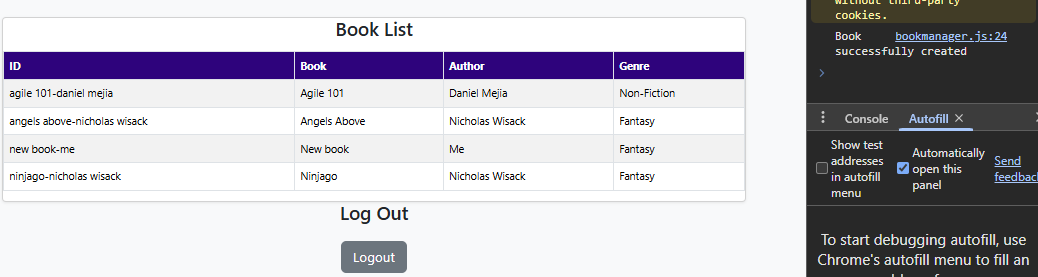 Book List
ID Book Author Genre
agile 101-daniel mejia Agile 101 Daniel Mejia Non-Fiction
angels above-nicholas wisack Angels Above Nicholas Wisack Fantasy
new book-me New book Me Fantasy
ninjago-nicholas wisack Ninjago Nicholas Wisack Fantasy
Log Out
Logout
without third-party
cookies.
Book bookmanager.js:24
successfully created
Console Autofill
Show test
addresses
in autofill
menu
Automatically
open this
panel
Send
feedback
To start debugging autofill, use
Chrome's autofill menu to fill an